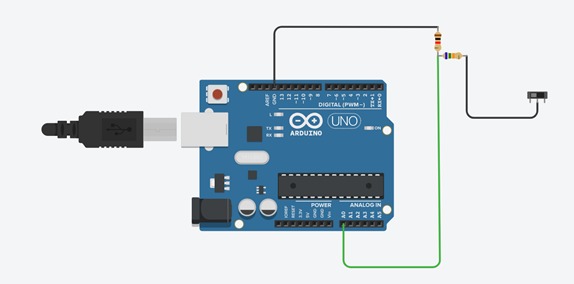 AREF
GND
13
12
~11
~10
~9
8
7
~6
~5
4
~3
2
TX→1
RX←0
DIGITAL (PWM~)
L
TX
RX
ARDUINO
UNO
ON
POWER
ANALOG IN
IOREF
RESET
3.3V
5V
GND
GND
Vin
A0
A1
A2
A3
A4
A5